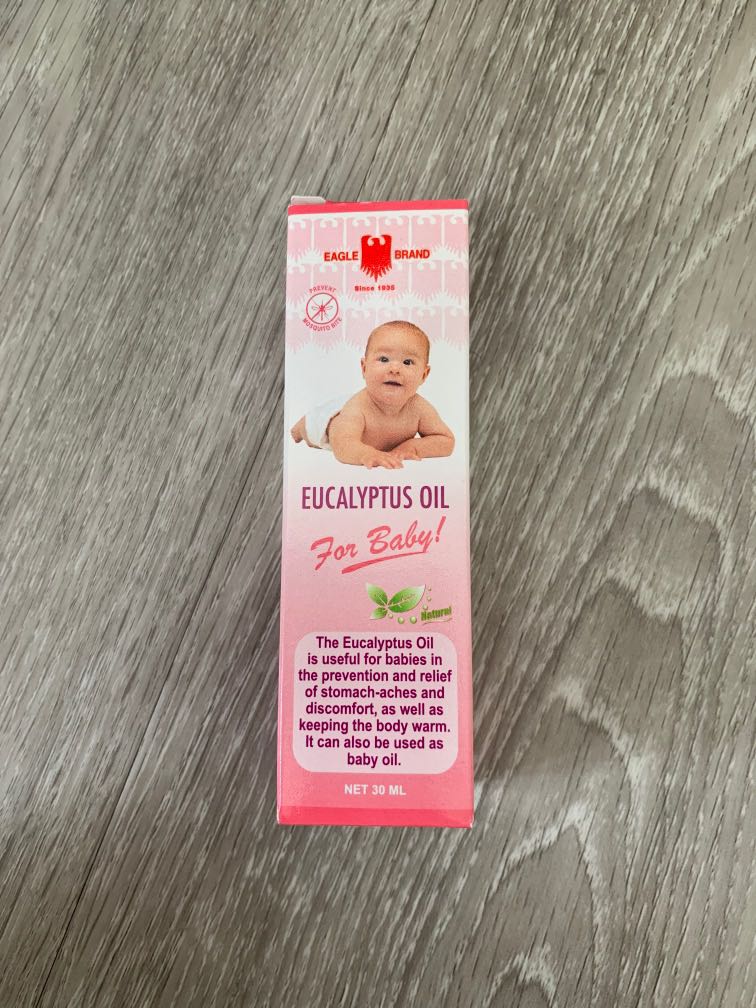 EAGLE BRAND
Since 1935
PREVENT
MOSQUITO BITE
EUCALYPTUS OIL
For Baby!
Natural
The Eucalyptus Oil
is useful for babies in
the prevention and relief
of stomach-aches and
discomfort, as well as
keeping the body warm.
It can also be used as
baby oil.
NET 30 ML